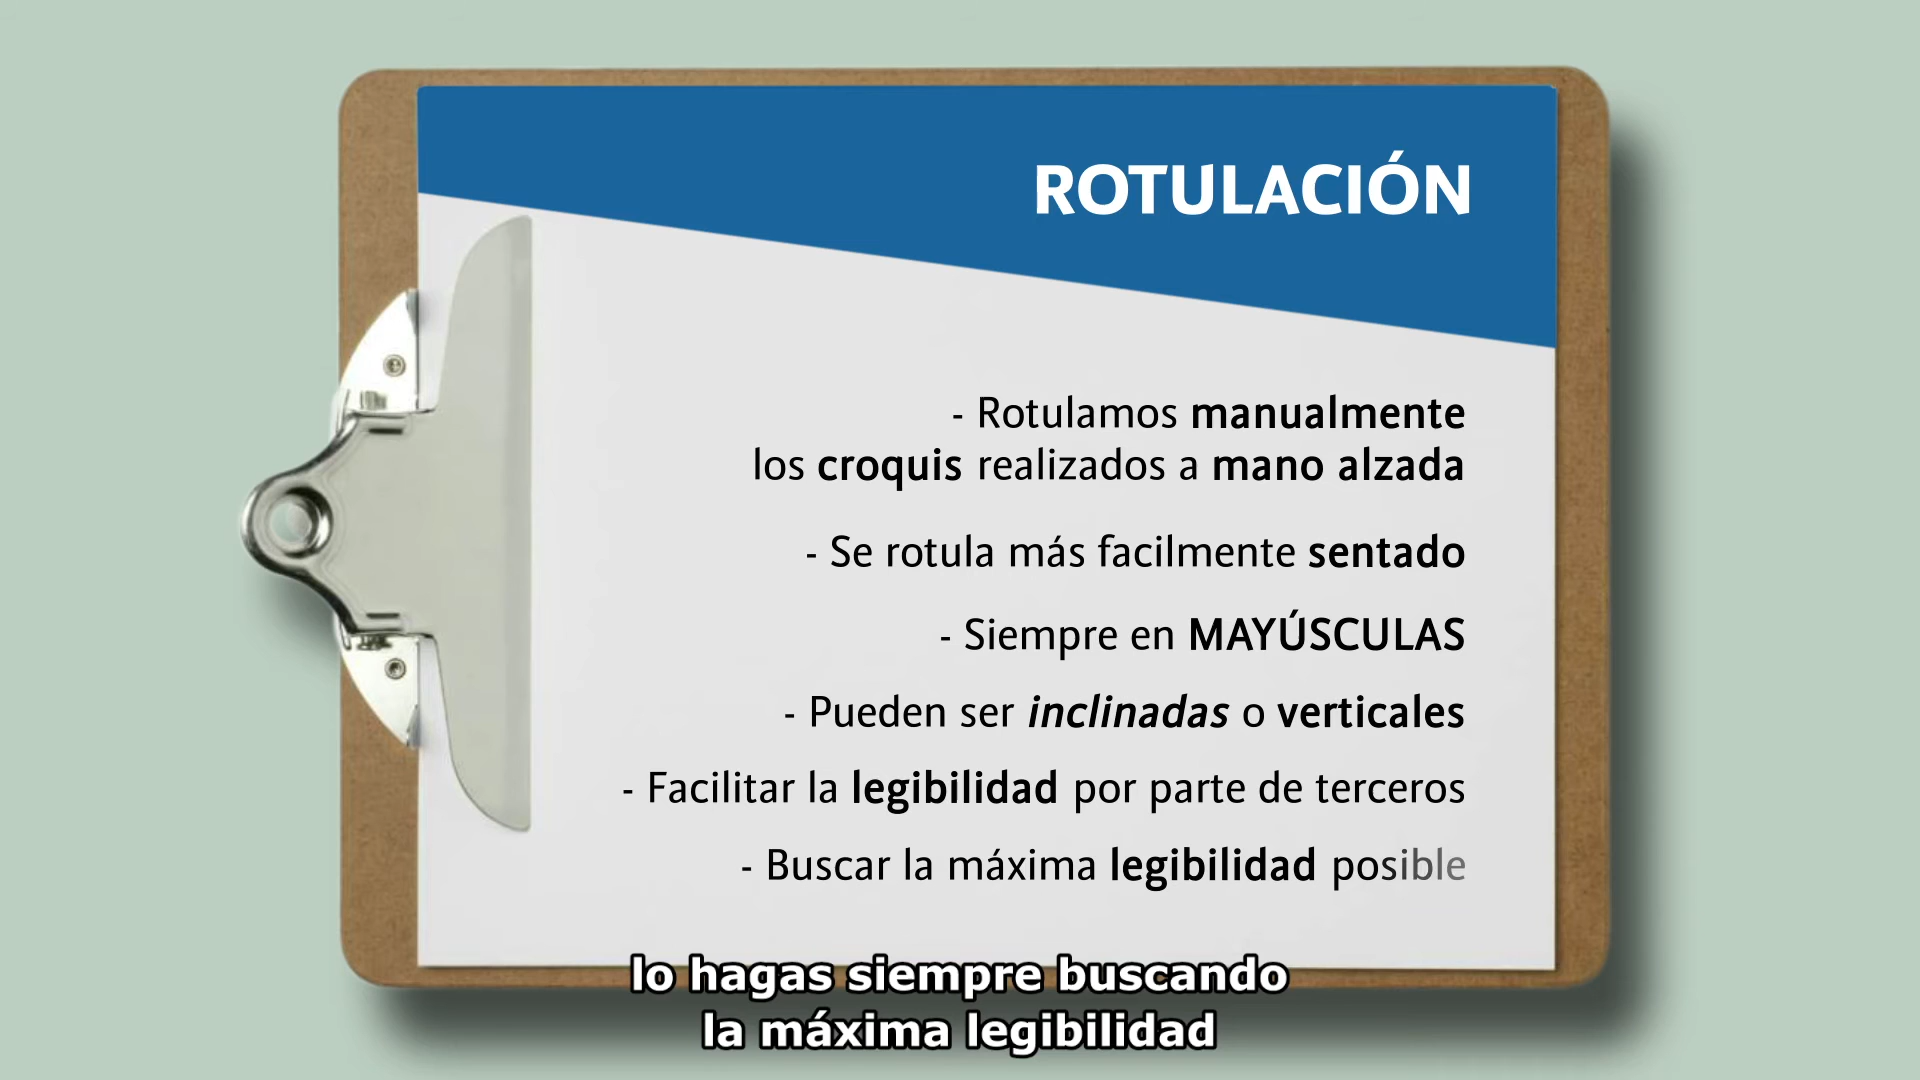 ROTULACIÓN
- Rotulamos manualmente
los croquis realizados a mano alzada
- Se rotula más facilmente sentado
- Siempre en MAYÚSCULAS
- Pueden ser inclinadas o verticales
- Facilitar la legibilidad por parte de terceros
- Buscar la máxima legibilidad posible
lo hagas siempre buscando
la máxima legibilidad